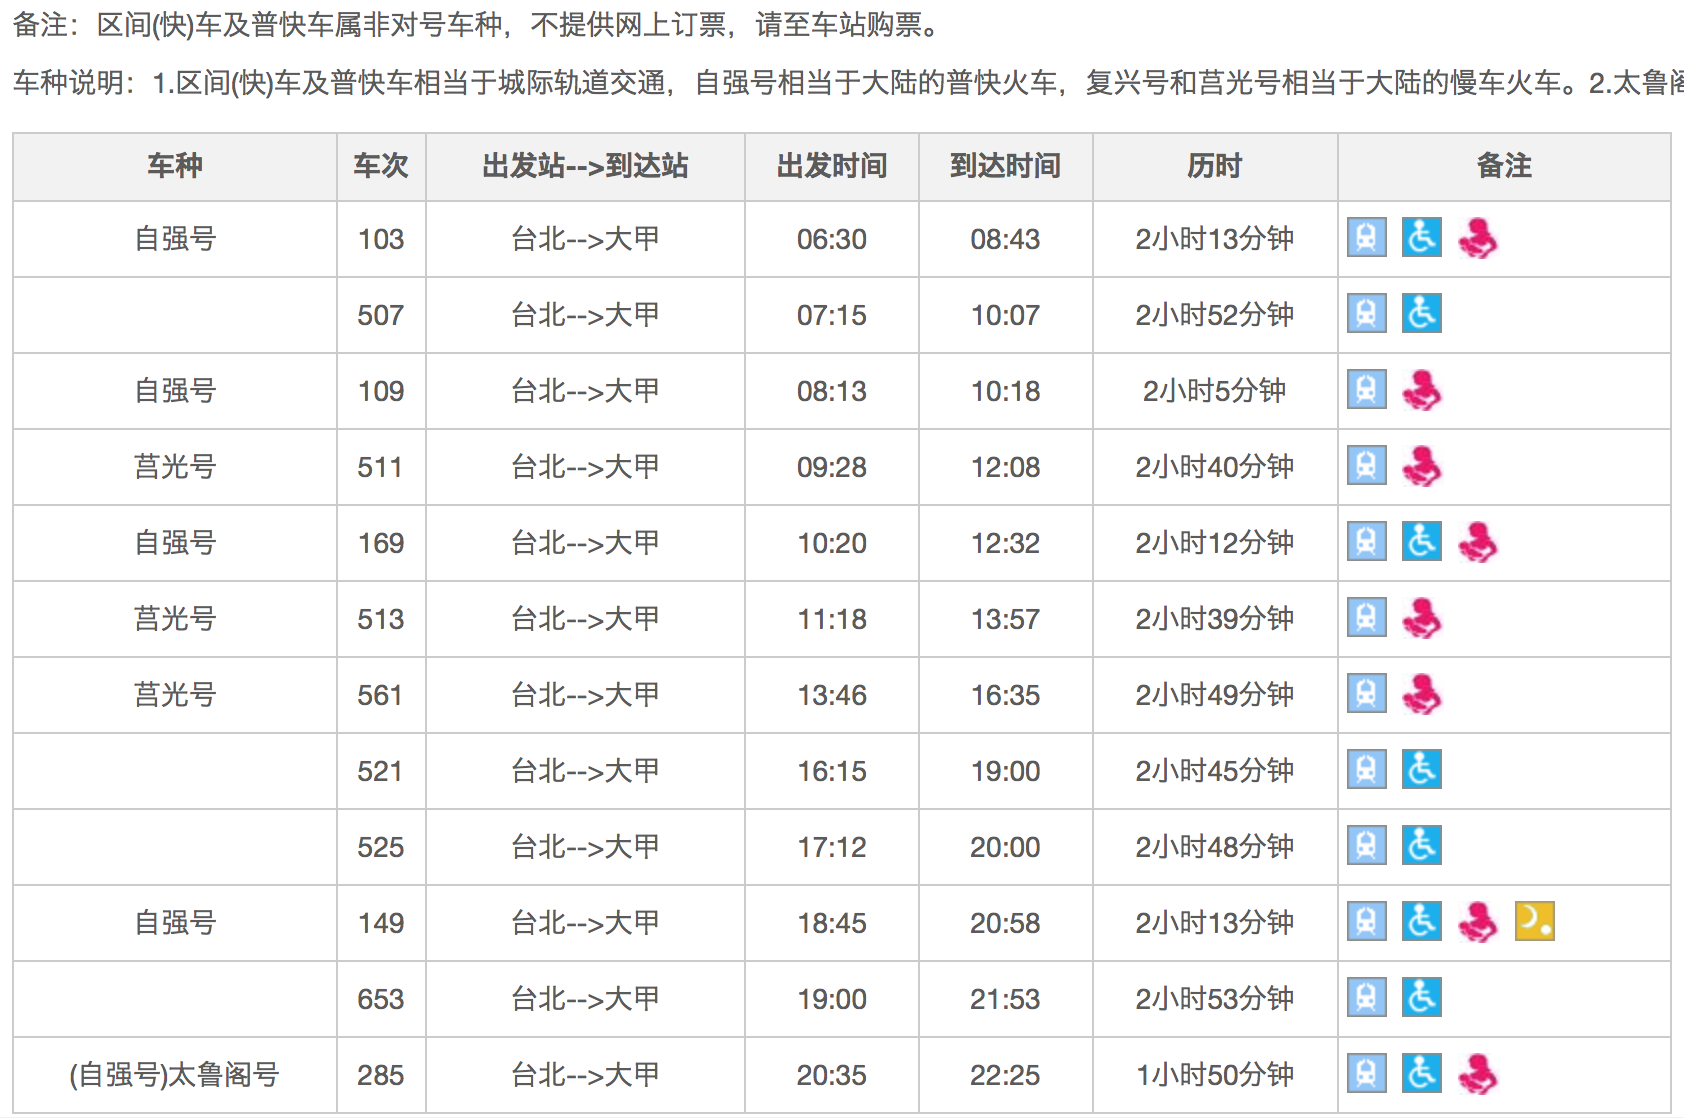 备注：区间(快)车及普快车属非对号车种，不提供网上订票，请至车站购票。
车种说明：1.区间(快)车及普快车相当于城际轨道交通，自强号相当于大陆的普快火车，复兴号和莒光号相当于大陆的慢车火车。2.太鲁阁
车种 车次 出发站-->到达站 出发时间 到达时间 历时 备注
自强号 103 台北-->大甲 06:30 08:43 2小时13分钟
507 台北-->大甲 07:15 10:07 2小时52分钟
自强号 109 台北-->大甲 08:13 10:18 2小时5分钟
莒光号 511 台北-->大甲 09:28 12:08 2小时40分钟
自强号 169 台北-->大甲 10:20 12:32 2小时12分钟
莒光号 513 台北-->大甲 11:18 13:57 2小时39分钟
莒光号 561 台北-->大甲 13:46 16:35 2小时49分钟
521 台北-->大甲 16:15 19:00 2小时45分钟
525 台北-->大甲 17:12 20:00 2小时48分钟
自强号 149 台北-->大甲 18:45 20:58 2小时13分钟
653 台北-->大甲 19:00 21:53 2小时53分钟
(自强号)太鲁阁号 285 台北-->大甲 20:35 22:25 1小时50分钟